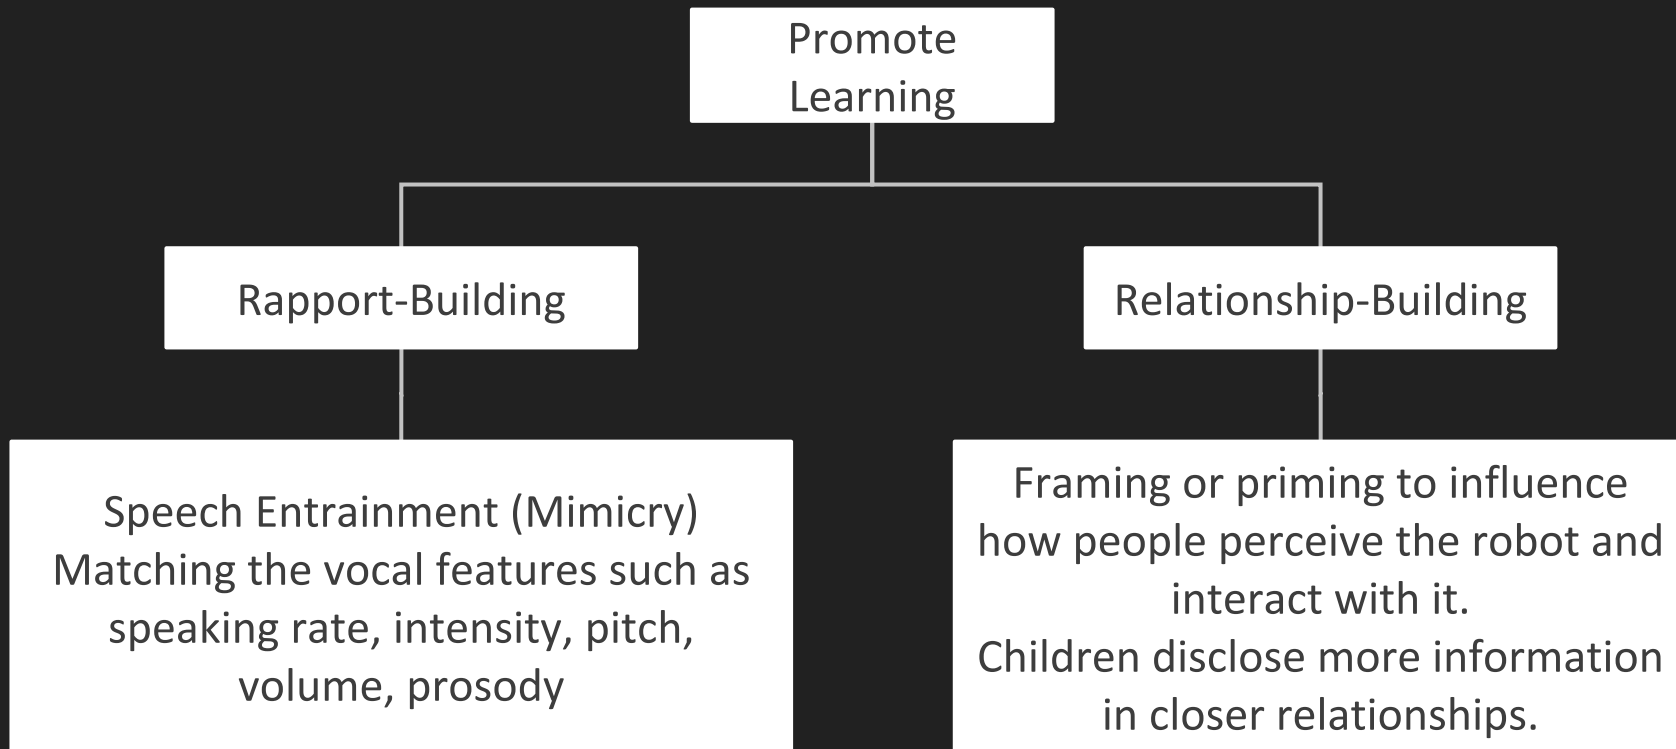 Promote
Learning
Rapport-Building
Relationship-Building
Speech Entrainment (Mimicry)
Matching the vocal features such as
speaking rate, intensity, pitch,
volume, prosody
Framing or priming to influence
how people perceive the robot and
interact with it.
Children disclose more information
in closer relationships.